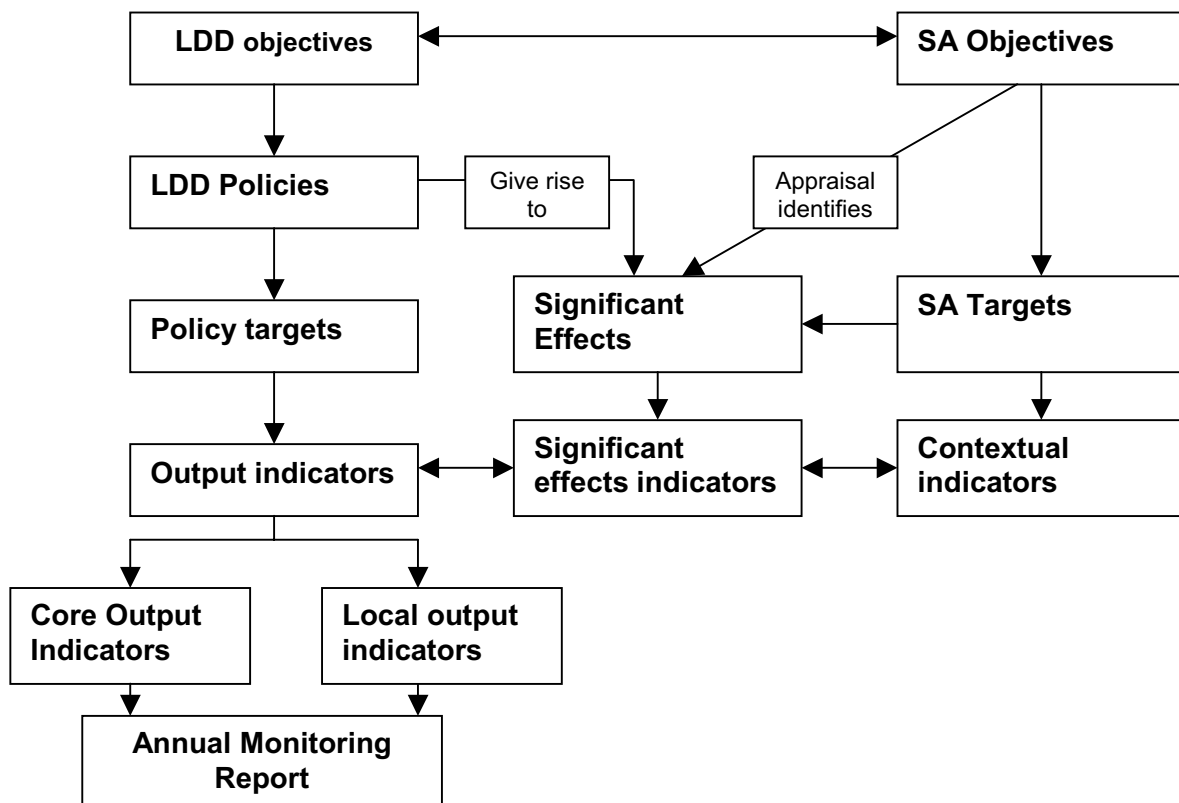 LDD objectives
SA Objectives
LDD Policies
Give rise
to
Appraisal
identifies
Policy targets
Significant
Effects
SA Targets
Output indicators
Significant
effects indicators
Contextual
indicators
Core Output
Indicators
Local output
indicators
Annual Monitoring
Report